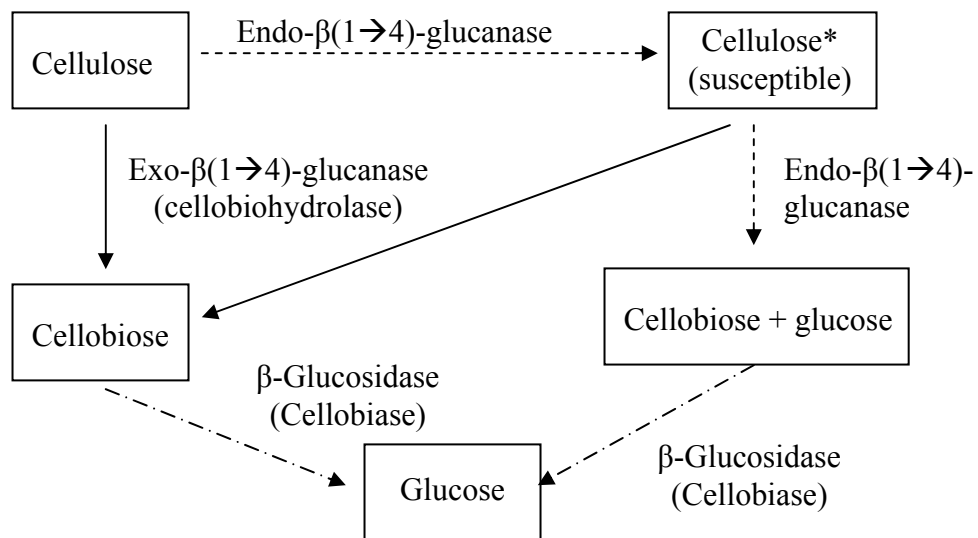 Endo-β(1→4)-glucanase
Cellulose
Cellulose*
(susceptible)
Exo-β(1→4)-glucanase
(cellobiohydrolase)
Endo-β(1→4)-
glucanase
Cellobiose
Cellobiose + glucose
β-Glucosidase
(Cellobiase)
Glucose
β-Glucosidase
(Cellobiase)